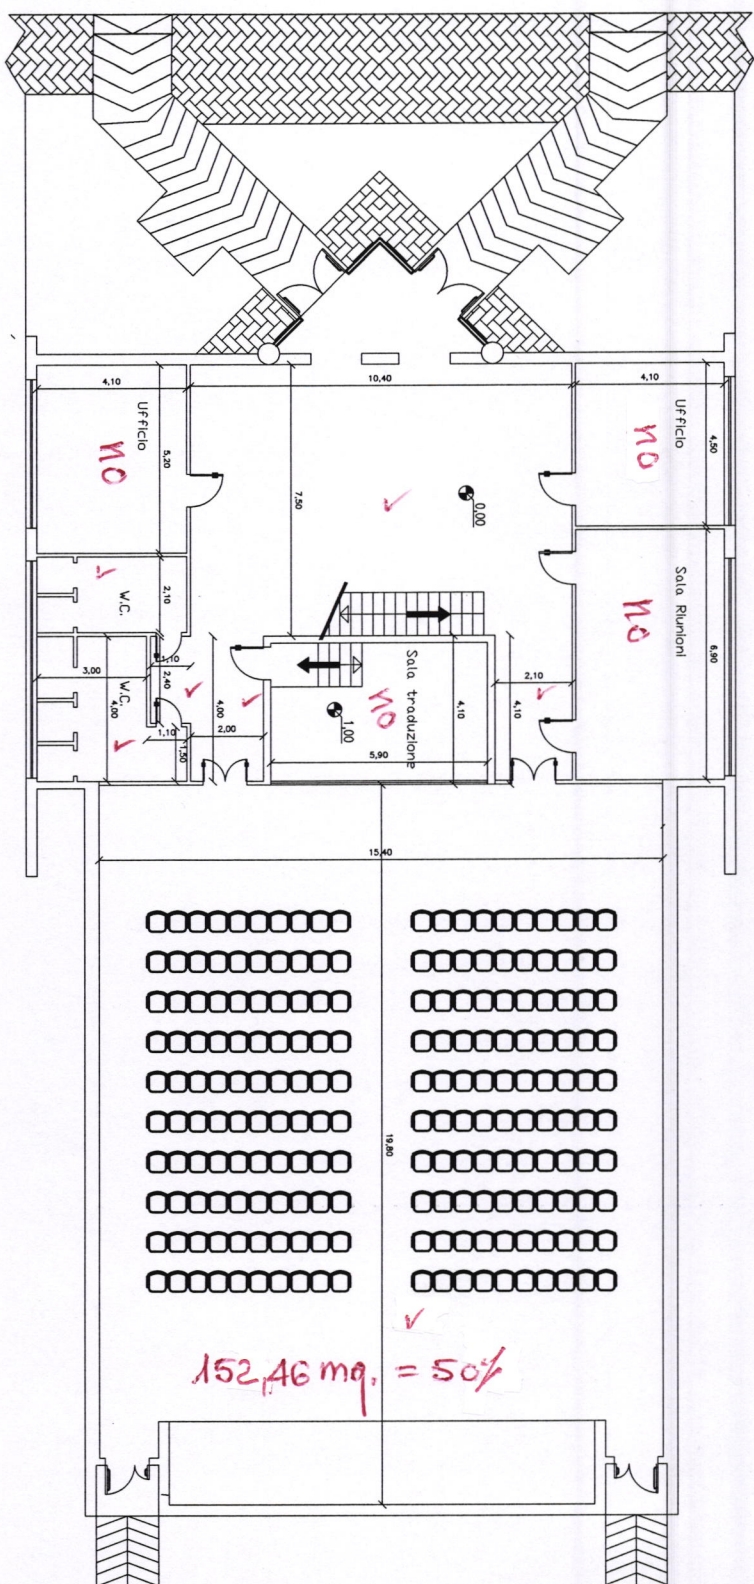 4,10
10,40
4,10
Ufficio
5,20
no
7,50
0,00
Ufficio
4,50
no
2,10
W.C.
Sala Riunioni
no
6,90
1,10
2,40
3,00
W.C.
4,00
1,10
1,50
4,00
2,00
Sala traduzione
no
1,00
4,10
5,90
2,10
4,10
15,40
19,80
152,46 mq. = 50%